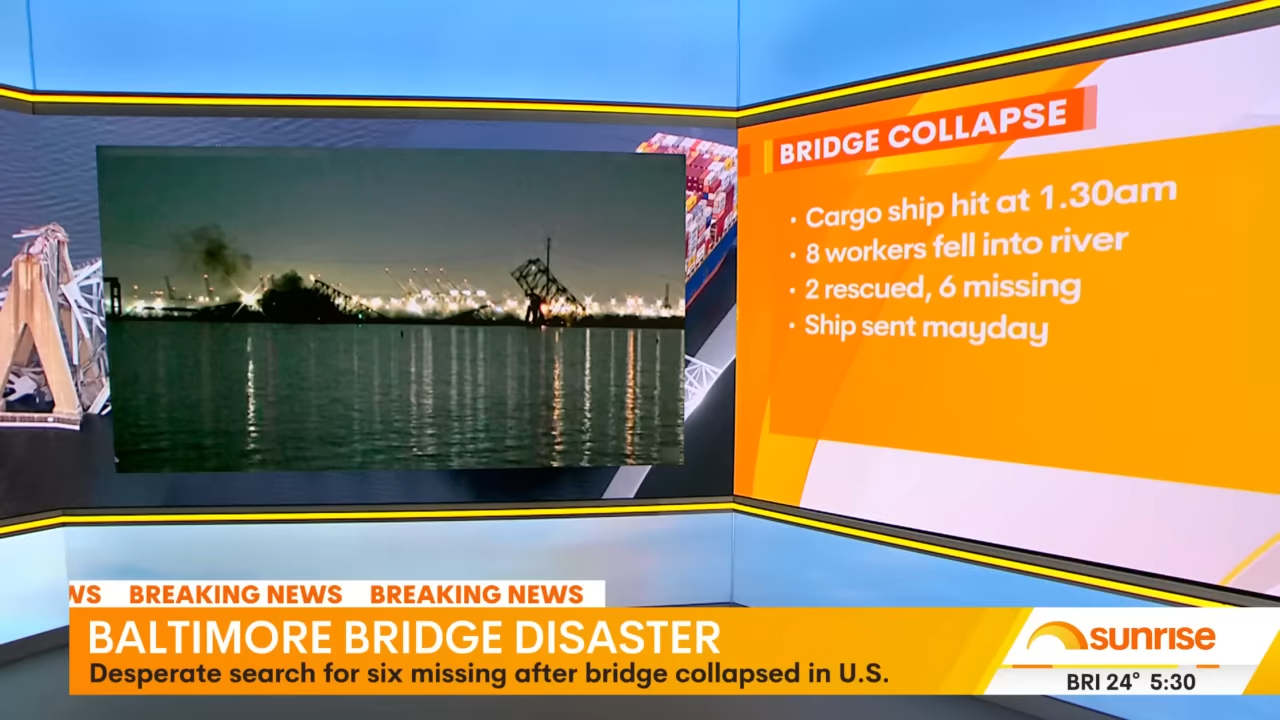 BRIDGE COLLAPSE
• Cargo ship hit at 1.30am
• 8 workers fell into river
• 2 rescued, 6 missing
• Ship sent mayday
WS BREAKING NEWS BREAKING NEWS
BALTIMORE BRIDGE DISASTER
Desperate search for six missing after bridge collapsed in U.S.
sunrise
BRI 24° 5:30